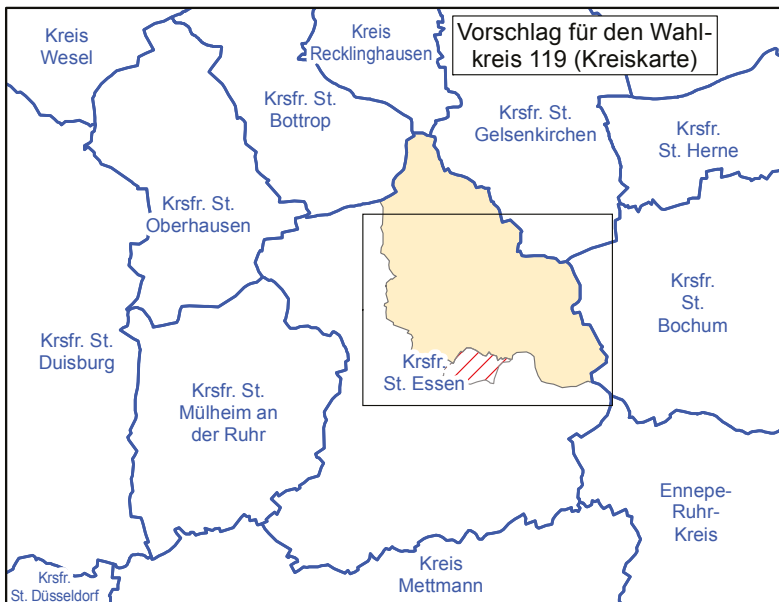 Vorschlag für den Wahl-
kreis 119 (Kreiskarte)
Kreis
Wesel
Kreis
Recklinghausen
Krsfr. St.
Bottrop
Krsfr. St.
Gelsenkirchen
Krsfr.
St. Herne
Krsfr. St.
Oberhausen
Krsfr.
St.
Bochum
Krsfr. St.
Duisburg
Krsfr. St.
Mülheim an
der Ruhr
Krsfr.
St. Essen
Ennepe-
Ruhr-
Kreis
Kreis
Mettmann
Krsfr.
St. Düsseldorf